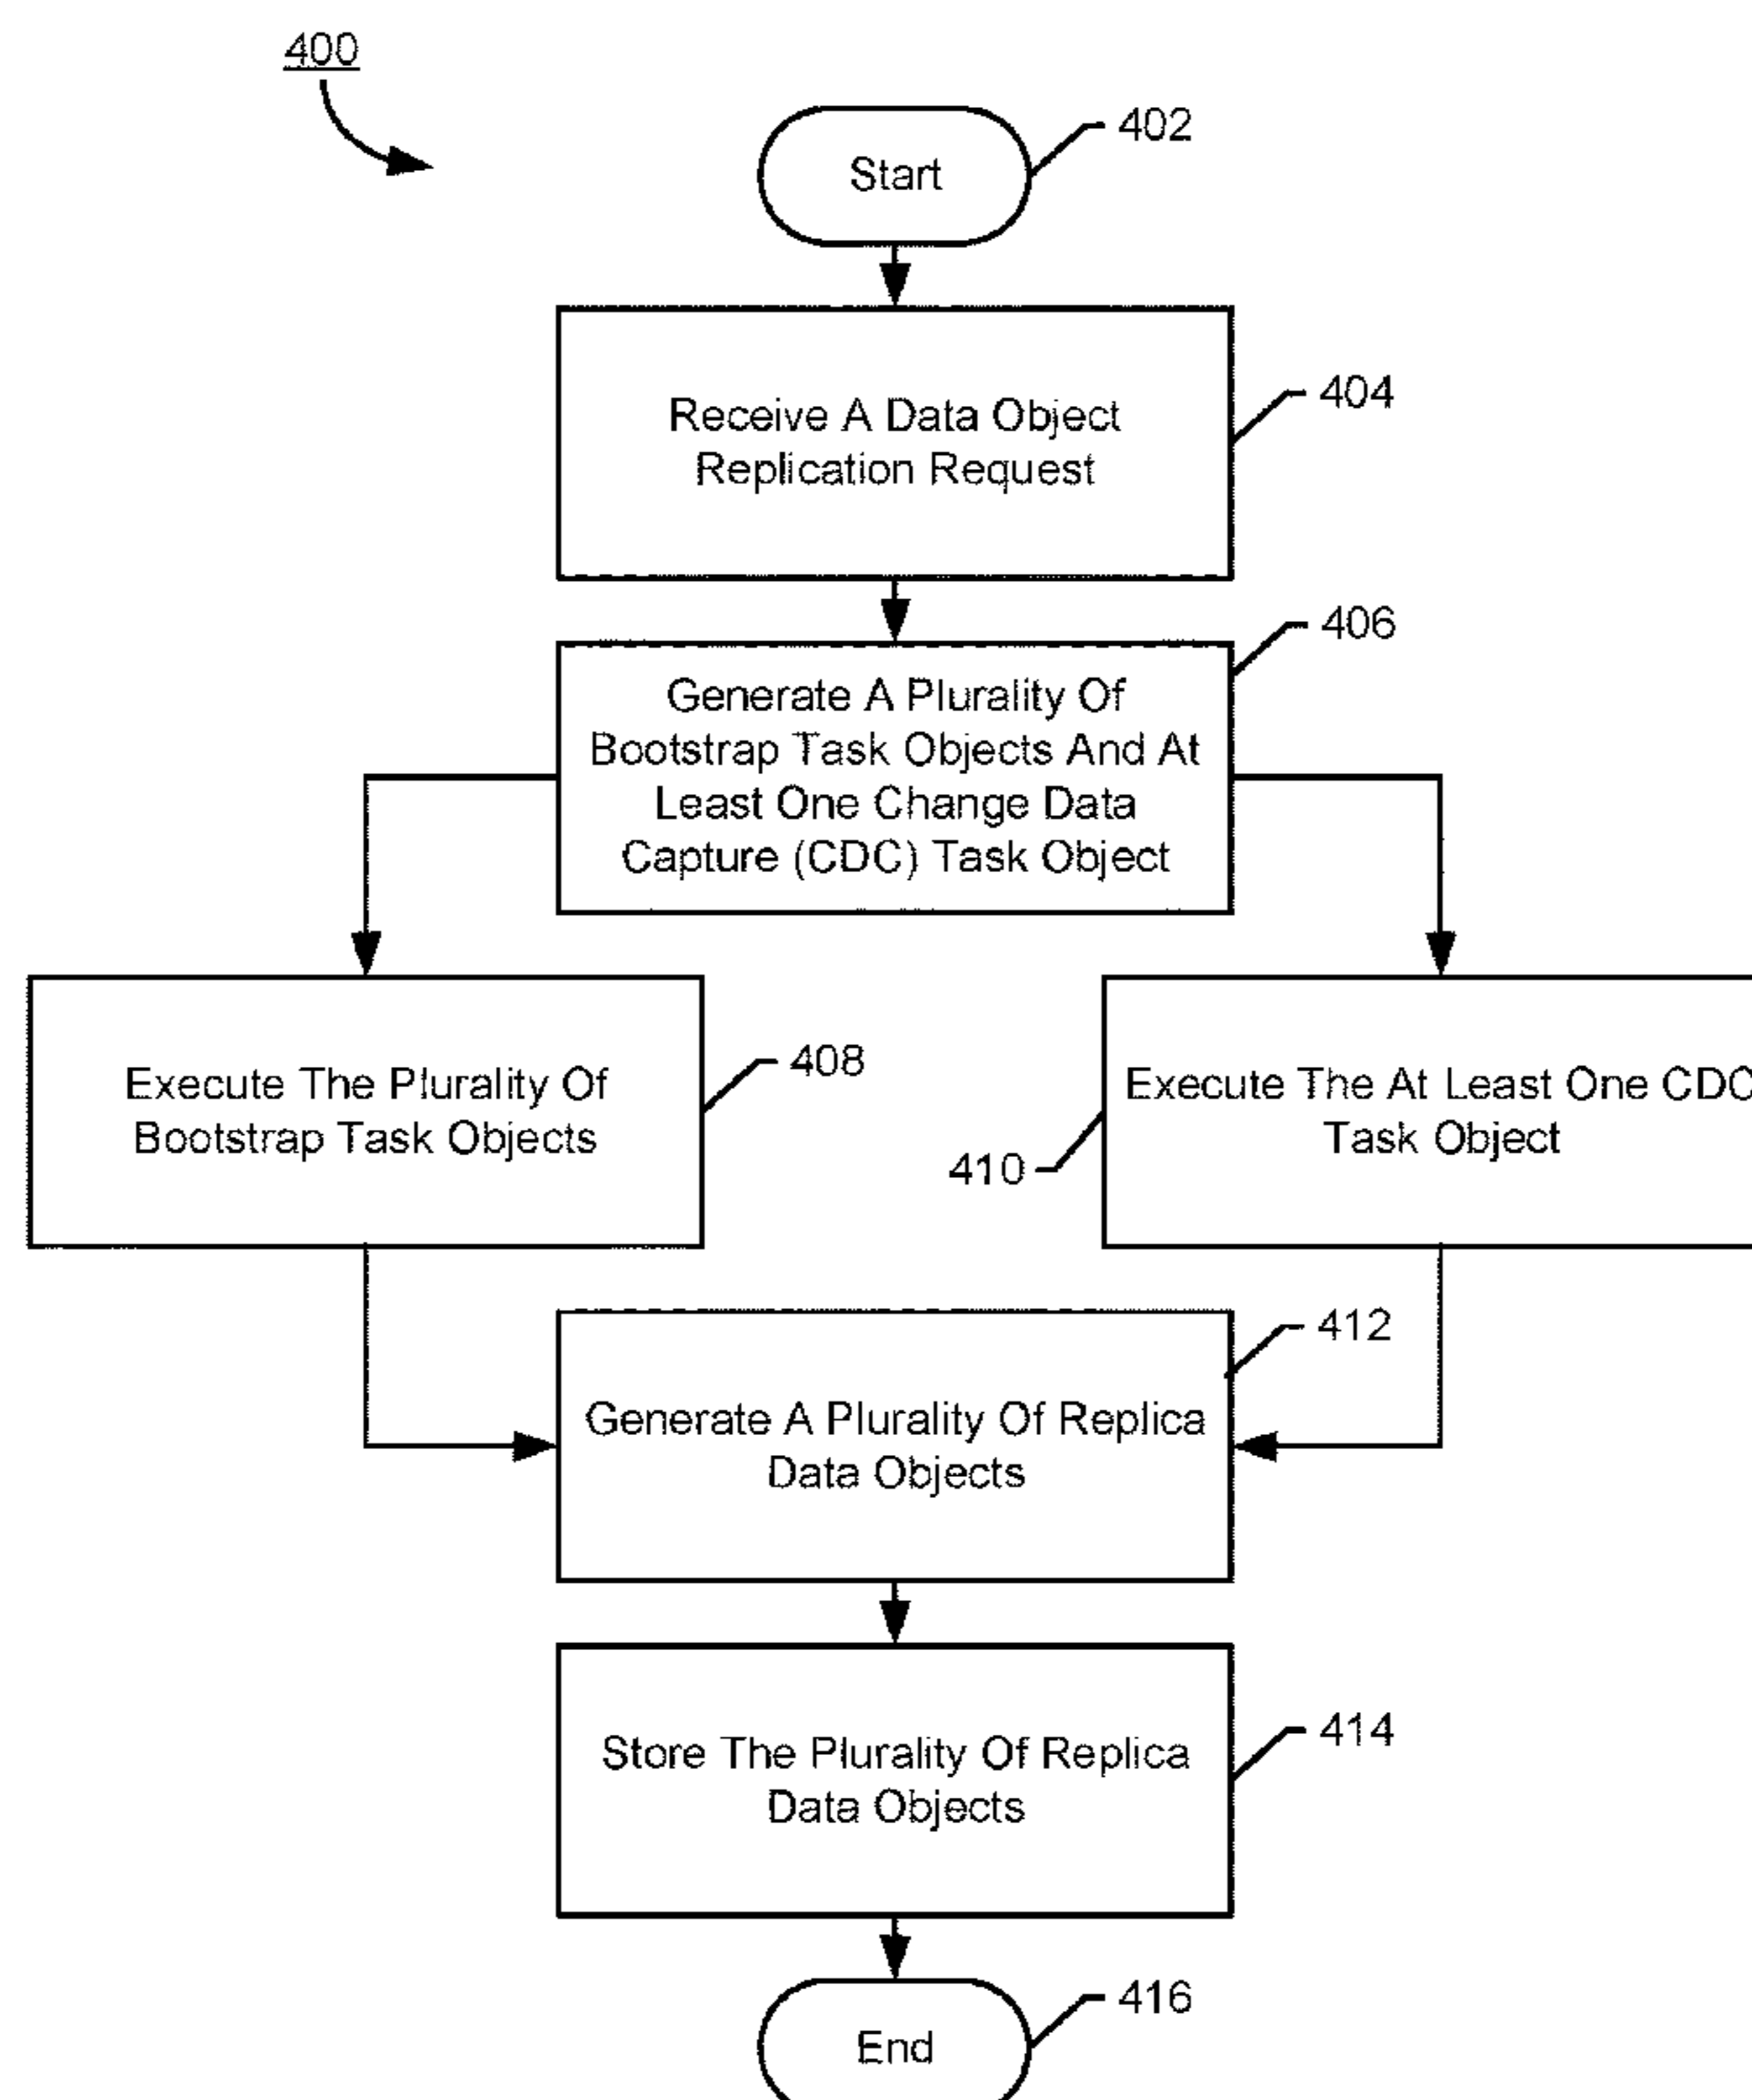 400
Start
402
Receive A Data Object
Replication Request
404
406
Generate A Plurality Of
Bootstrap Task Objects And At
Least One Change Data
Capture (CDC) Task Object
Execute The Plurality Of
Bootstrap Task Objects
408
Execute The At Least One CDC
Task Object
410
412
Generate A Plurality Of Replica
Data Objects
Store The Plurality Of Replica
Data Objects
414
End
416